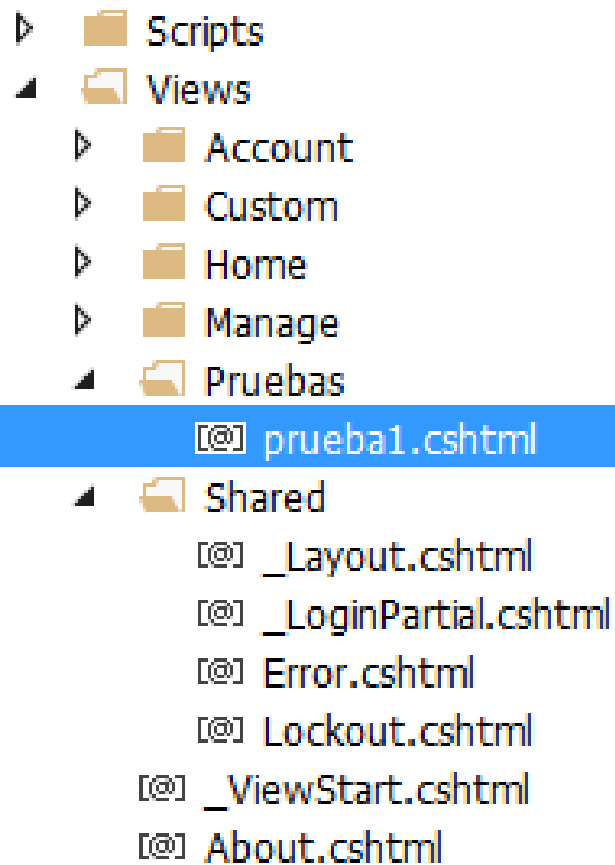 Scripts
Views
Account
Custom
Home
Manage
Pruebas
[@] prueba1.cshtml
Shared
[@] _Layout.cshtml
[@] _LoginPartial.cshtml
[@] Error.cshtml
[@] Lockout.cshtml
[@] _ViewStart.cshtml
[@] About.cshtml